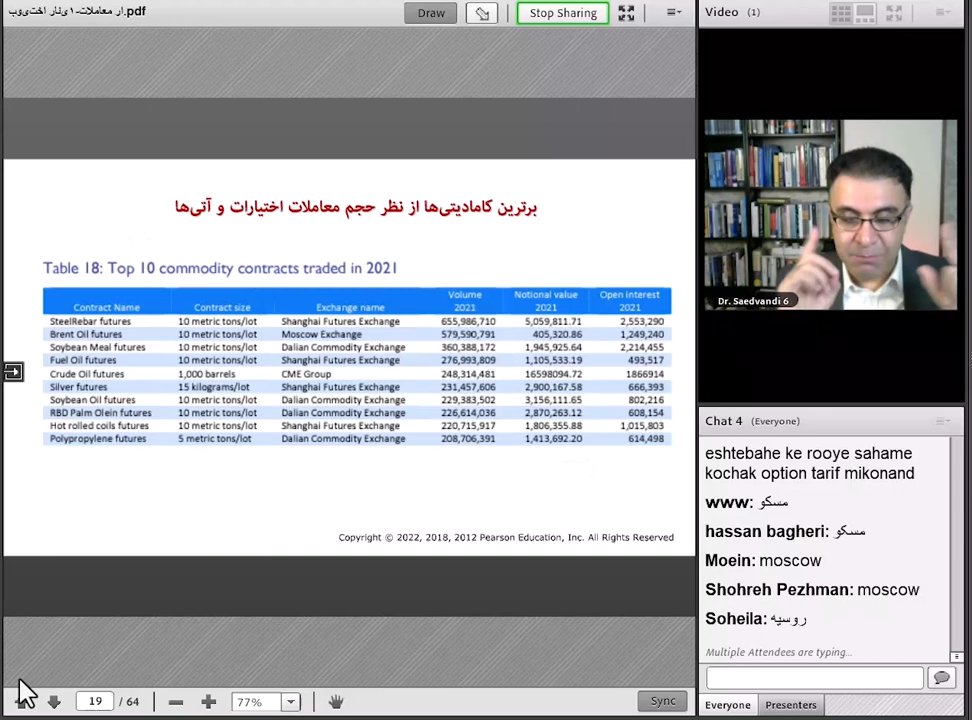 ار معاملات-۱ینار اختیوب.pdf
Draw
Stop Sharing
برترین کامادیتی‌ها از نظر حجم معاملات اختیارات و آتی‌ها
Table 18: Top 10 commodity contracts traded in 2021
Contract Name Contract size Exchange name Volume 2021 Notional value 2021 Open interest 2021
SteelRebar futures 10 metric tons/lot Shanghai Futures Exchange 655,986,710 5,059,811.71 2,553,290
Brent Oil futures 10 metric tons/lot Moscow Exchange 579,590,791 405,320.86 1,249,240
Soybean Meal futures 10 metric tons/lot Dalian Commodity Exchange 360,388,172 1,945,925.64 2,214,455
Fuel Oil futures 10 metric tons/lot Shanghai Futures Exchange 276,993,809 1,105,533.19 493,517
Crude Oil futures 1,000 barrels CME Group 248,314,481 16598094.72 1866914
Silver futures 15 kilograms/lot Shanghai Futures Exchange 231,457,606 2,900,167.58 666,393
Soybean Oil futures 10 metric tons/lot Dalian Commodity Exchange 229,383,502 3,156,111.65 802,216
RBD Palm Olein futures 10 metric tons/lot Dalian Commodity Exchange 226,614,036 2,870,263.12 608,154
Hot rolled coils futures 10 metric tons/lot Shanghai Futures Exchange 220,715,917 1,806,355.88 1,015,803
Polypropylene futures 5 metric tons/lot Dalian Commodity Exchange 208,706,391 1,413,692.20 614,498
Copyright © 2022, 2018, 2012 Pearson Education, Inc. All Rights Reserved
19 / 64
77%
Sync
Video (1)
Dr. Saedvandi 6
Chat 4 (Everyone)
eshtebahe ke rooye sahame
kochak option tarif mikonand
www: مسکو
hassan bagheri: مسکو
Moein: moscow
Shohreh Pezhman: moscow
Soheila: روسیه
Multiple Attendees are typing...
Everyone
Presenters